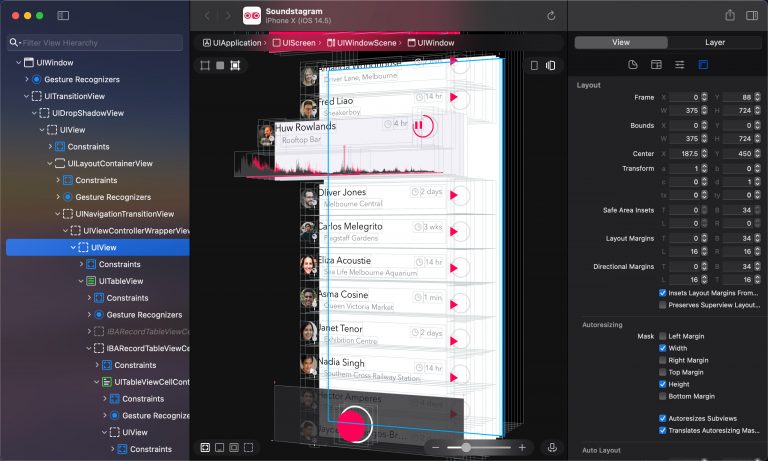 Soundstagram
iPhone X (iOS 14.5)
Filter View Hierarchy
UIApplication
UIScreen
UIWindowScene
UIWindow
View
Layer
UIWindow
Gesture Recognizers
UITransitionView
UIDropShadowView
UIView
Constraints
UILayoutContainerView
Constraints
Gesture Recognizers
UINavigationTransitionView
UIViewControllerWrapperView
UIView
Constraints
UITableView
Constraints
Gesture Recognizers
IBARecordTableViewCe
IBARecordTableViewCe
Constraints
UITableViewCellCont
Constraints
Gesture Recogniz
UIView
Constraints
Driver Lane, Melbourne
14 hr
Fred Liao
Sneakerboy
14 hr
Huw Rowlands
Rooftop Bar
4 hr
Oliver Jones
Melbourne Central
2 days
Carlos Melegrito
Flagstaff Gardens
3 wks
Eliza Acoustie
Sea Life Melbourne Aquarium
14 hr
Asma Cosine
Queen Victoria Market
1 min
Janet Tenor
Exhibition Centre
2 days
Nadia Singh
Southern Cross Railway Station
14 hr
Hector Amperes
Layout
Frame X 0 Y 88
W 375 H 724
Bounds X 0 Y 0
W 375 H 724
Center X 187.5 Y 450
Transform a 1 b 0
c 0 d 1
tx 0 ty 0
Safe Area Insets T 0 B 34
L 0 R 0
Layout Margins T 0 B 34
L 16 R 16
Directional Margins T 0 B 34
L 16 T 16
Insets Layout Margins From...
Preserves Superview Layout...
Autoresizing
Mask Left Margin
Width
Right Margin
Top Margin
Height
Bottom Margin
Autoresizes Subviews
Translates Autoresizing Mas...
Auto Layout